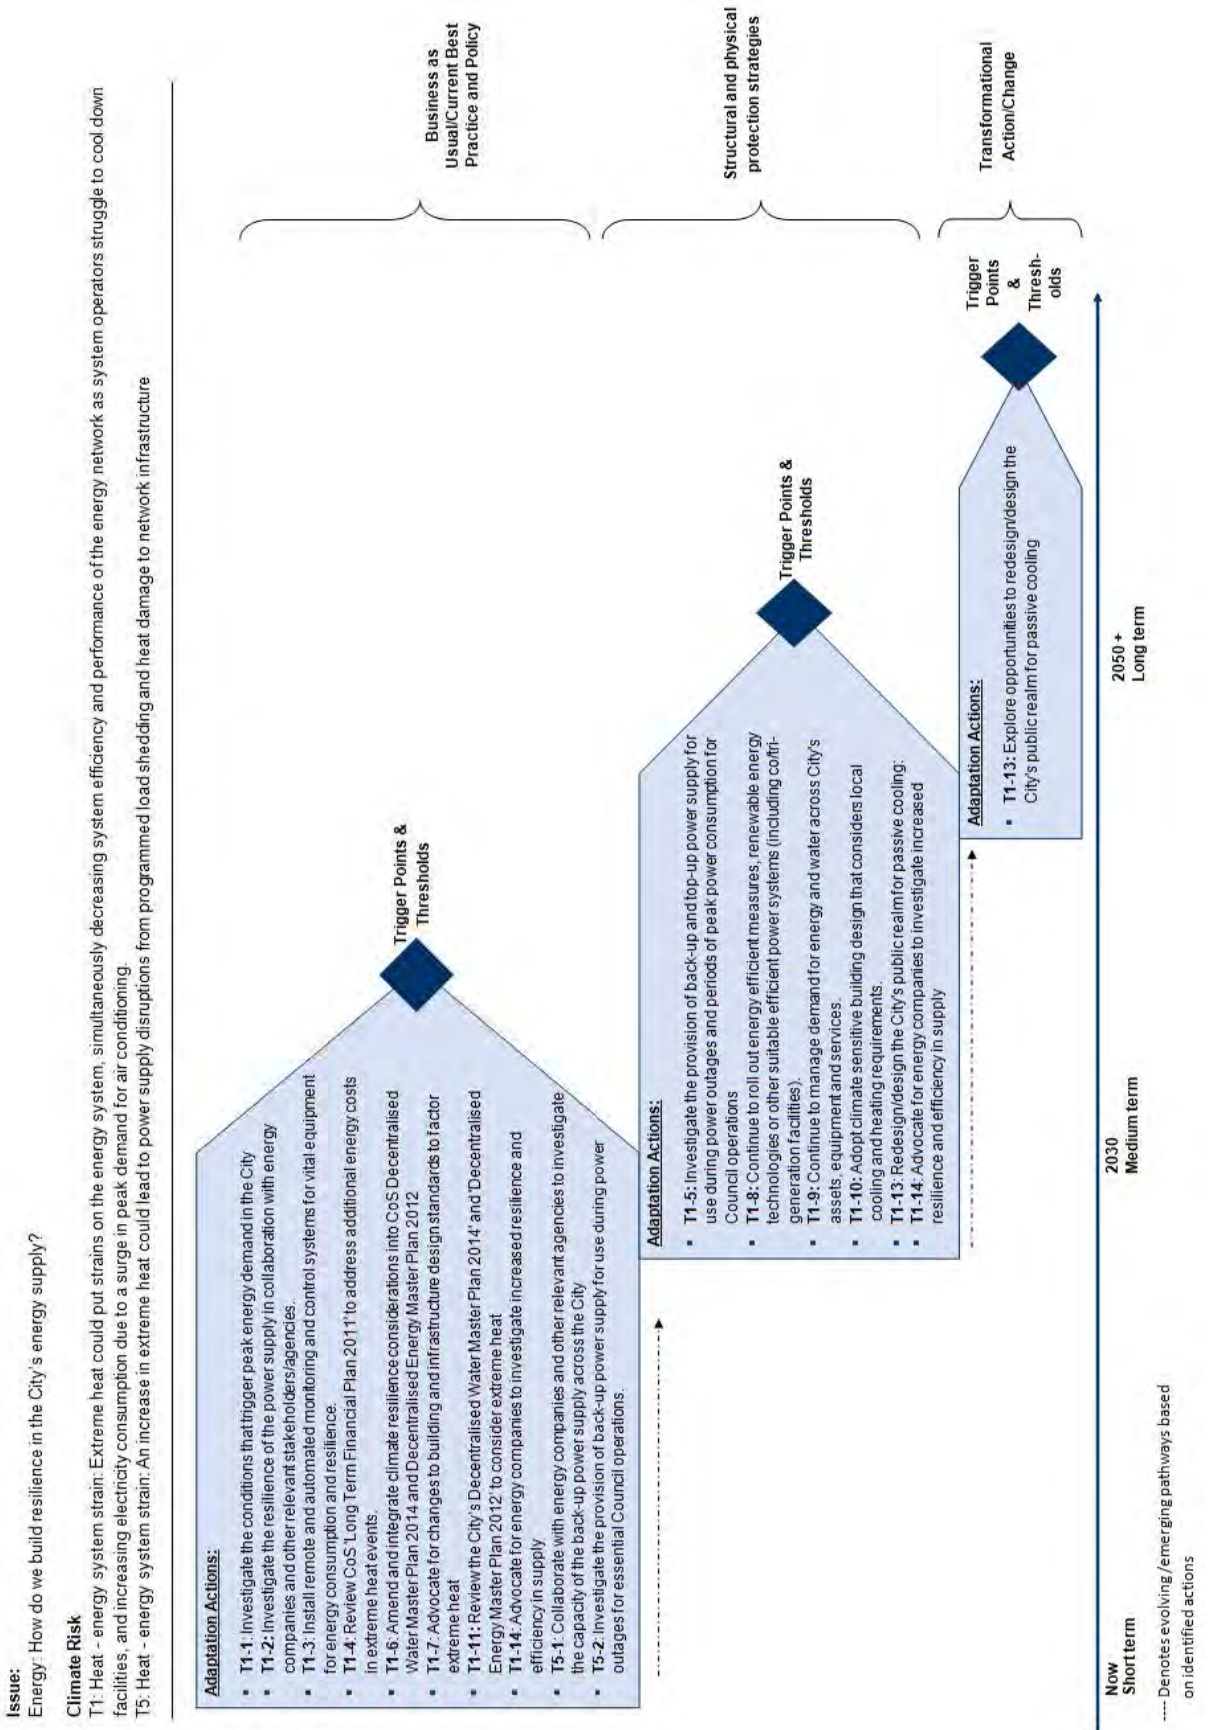 Issue:
Energy: How do we build resilience in the City's energy supply?
Climate Risk
T1: Heat - energy system strain: Extreme heat could put strains on the energy system, simultaneously decreasing system efficiency and performance of the energy network as system operators struggle to cool down
facilities, and increasing electricity consumption due to a surge in peak demand for air conditioning.
T5: Heat - energy system strain: An increase in extreme heat could lead to power supply disruptions from programmed load shedding and heat damage to network infrastructure
Adaptation Actions:
▪ T1-1: Investigate the conditions that trigger peak energy demand in the City
▪ T1-2: Investigate the resilience of the power supply in collaboration with energy
companies and other relevant stakeholders/agencies.
▪ T1-3: Install remote and automated monitoring and control systems for vital equipment
for energy consumption and resilience.
▪ T1-4: Review CoS 'Long Term Financial Plan 2011' to address additional energy costs
in extreme heat events.
▪ T1-6: Amend and integrate climate resilience considerations into CoS Decentralised
Water Master Plan 2014 and Decentralised Energy Master Plan 2012
▪ T1-7: Advocate for changes to building and infrastructure design standards to factor
extreme heat
▪ T1-11: Review the City's Decentralised Water Master Plan 2014' and 'Decentralised
Energy Master Plan 2012' to consider extreme heat
▪ T1-14: Advocate for energy companies to investigate increased resilience and
efficiency in supply
▪ T5-1: Collaborate with energy companies and other relevant agencies to investigate
the capacity of the back-up power supply across the City
▪ T5-2: Investigate the provision of back-up power supply for use during power
outages for essential Council operations.
Trigger Points &
Thresholds
Business as
Usual/Current Best
Practice and Policy
Adaptation Actions:
▪ T1-5: Investigate the provision of back-up and top-up power supply for
use during power outages and periods of peak power consumption for
Council operations
▪ T1-8: Continue to roll out energy efficient measures, renewable energy
technologies or other suitable efficient power systems (including co/tri-
generation facilities).
▪ T1-9: Continue to manage demand for energy and water across City's
assets, equipment and services.
▪ T1-10: Adopt climate sensitive building design that considers local
cooling and heating requirements.
▪ T1-13: Redesign/design the City's public realm for passive cooling:
▪ T1-14: Advocate for energy companies to investigate increased
resilience and efficiency in supply
Trigger Points &
Thresholds
Structural and physical
protection strategies
Adaptation Actions:
▪ T1-13: Explore opportunities to redesign/design the
City's public realm for passive cooling
Trigger
Points
&
Thresh-
olds
Transformational
Action/Change
Now
Short term
2030
Medium term
2050 +
Long term
---- Denotes evolving /emerging pathways based
on identified actions